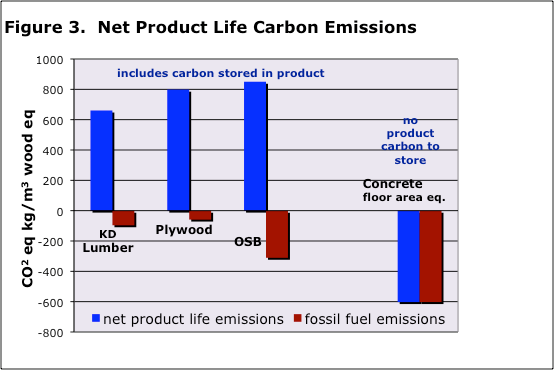 Figure 3.  Net Product Life Carbon Emissions
1000
800
600
400
200
0
-200
-400
-600
-800
CO² eq kg/m³ wood eq
includes carbon stored in product
no
product
carbon to
store
Concrete
floor area eq.
KD
Lumber
Plywood
OSB
net product life emissions
fossil fuel emissions